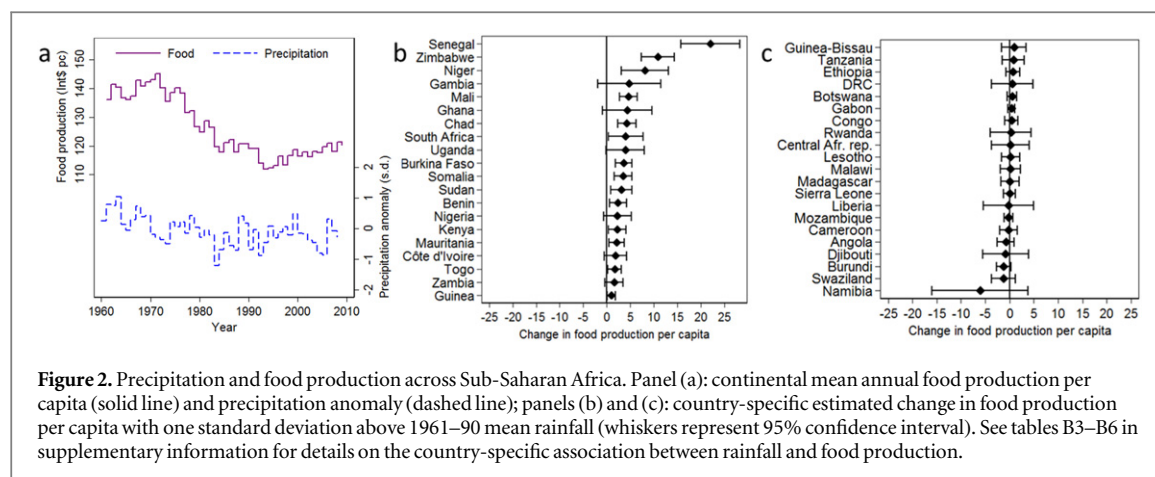 a
Food
Precipitation
Food production (Int$ pc)
150
140
130
120
110
Precipitation anomaly (s.d.)
2
1
0
-1
-2
1960 1970 1980 1990 2000 2010
Year
b
Senegal
Zimbabwe
Niger
Gambia
Mali
Ghana
Chad
South Africa
Uganda
Burkina Faso
Somalia
Sudan
Benin
Nigeria
Kenya
Mauritania
Côte d'Ivoire
Togo
Zambia
Guinea
-25 -20 -15 -10 -5 0 5 10 15 20 25
Change in food production per capita
c
Guinea-Bissau
Tanzania
Ethiopia
DRC
Botswana
Gabon
Congo
Rwanda
Central Afr. rep.
Lesotho
Malawi
Madagascar
Sierra Leone
Liberia
Mozambique
Cameroon
Angola
Djibouti
Burundi
Swaziland
Namibia
-25 -20 -15 -10 -5 0 5 10 15 20 25
Change in food production per capita
Figure 2. Precipitation and food production across Sub-Saharan Africa. Panel (a): continental mean annual food production per
capita (solid line) and precipitation anomaly (dashed line); panels (b) and (c): country-specific estimated change in food production
per capita with one standard deviation above 1961–90 mean rainfall (whiskers represent 95% confidence interval). See tables B3–B6 in
supplementary information for details on the country-specific association between rainfall and food production.